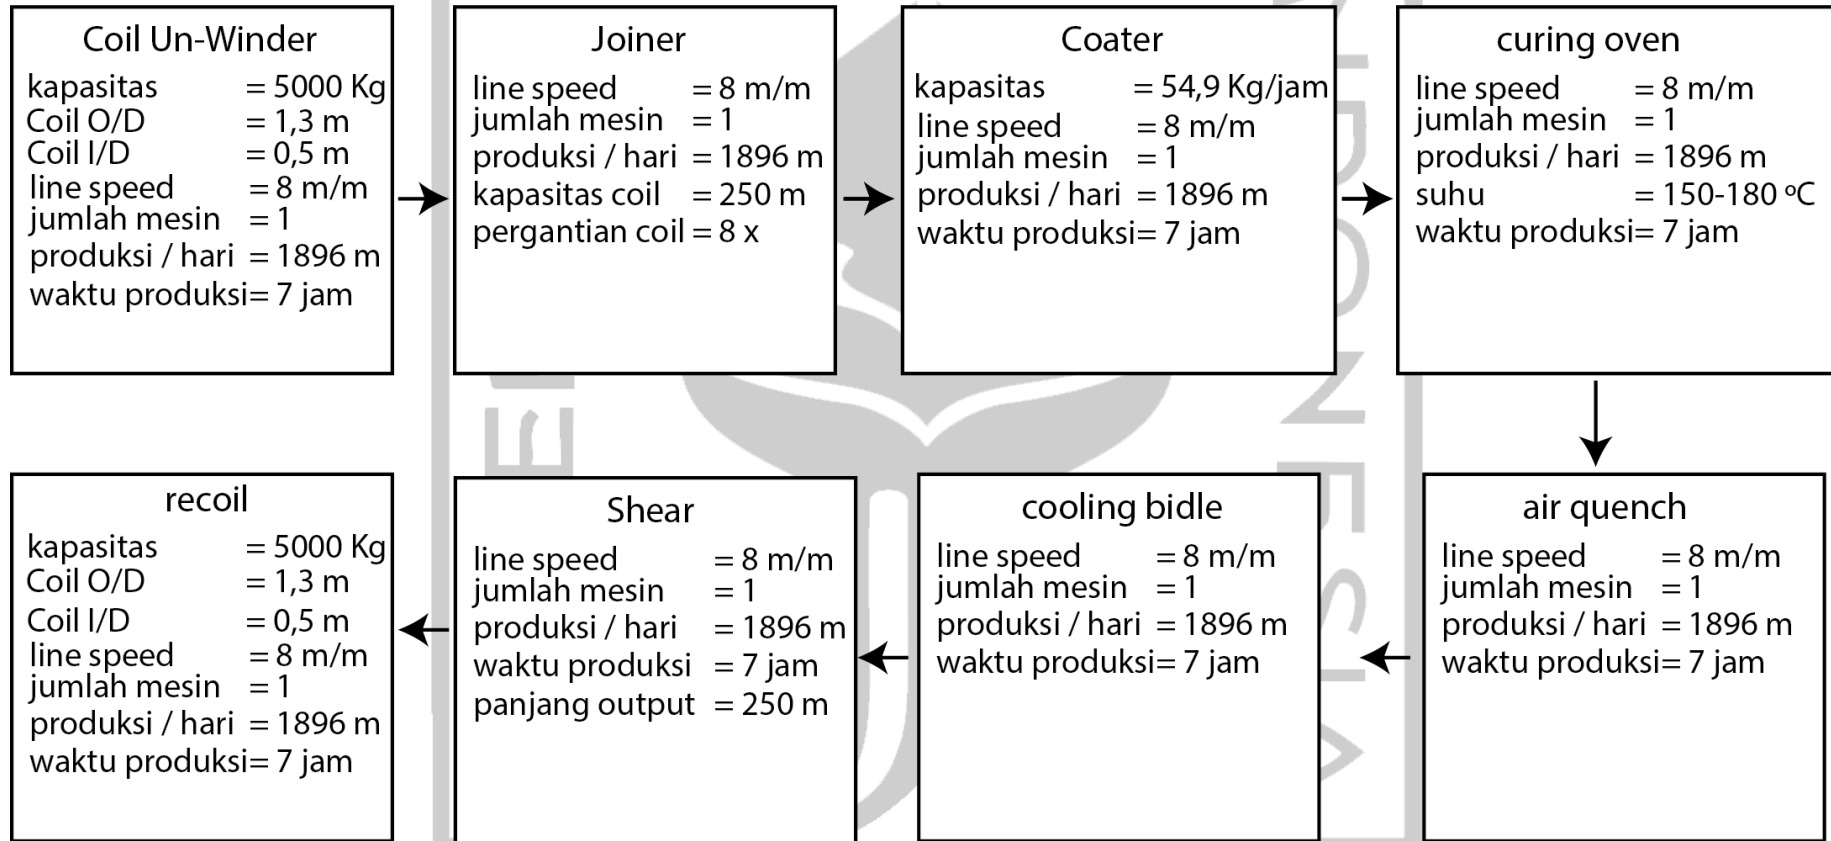 Coil Un-Winder
kapasitas = 5000 Kg
Coil O/D = 1,3 m
Coil I/D = 0,5 m
line speed = 8 m/m
jumlah mesin = 1
produksi / hari = 1896 m
waktu produksi= 7 jam
Joiner
line speed = 8 m/m
jumlah mesin = 1
produksi / hari = 1896 m
kapasitas coil = 250 m
pergantian coil = 8 x
Coater
kapasitas = 54,9 Kg/jam
line speed = 8 m/m
jumlah mesin = 1
produksi / hari = 1896 m
waktu produksi= 7 jam
curing oven
line speed = 8 m/m
jumlah mesin = 1
produksi / hari = 1896 m
suhu = 150-180 ºC
waktu produksi= 7 jam
air quench
line speed = 8 m/m
jumlah mesin = 1
produksi / hari = 1896 m
waktu produksi= 7 jam
cooling bidle
line speed = 8 m/m
jumlah mesin = 1
produksi / hari = 1896 m
waktu produksi= 7 jam
Shear
line speed = 8 m/m
jumlah mesin = 1
produksi / hari = 1896 m
waktu produksi = 7 jam
panjang output = 250 m
recoil
kapasitas = 5000 Kg
Coil O/D = 1,3 m
Coil I/D = 0,5 m
line speed = 8 m/m
jumlah mesin = 1
produksi / hari = 1896 m
waktu produksi= 7 jam